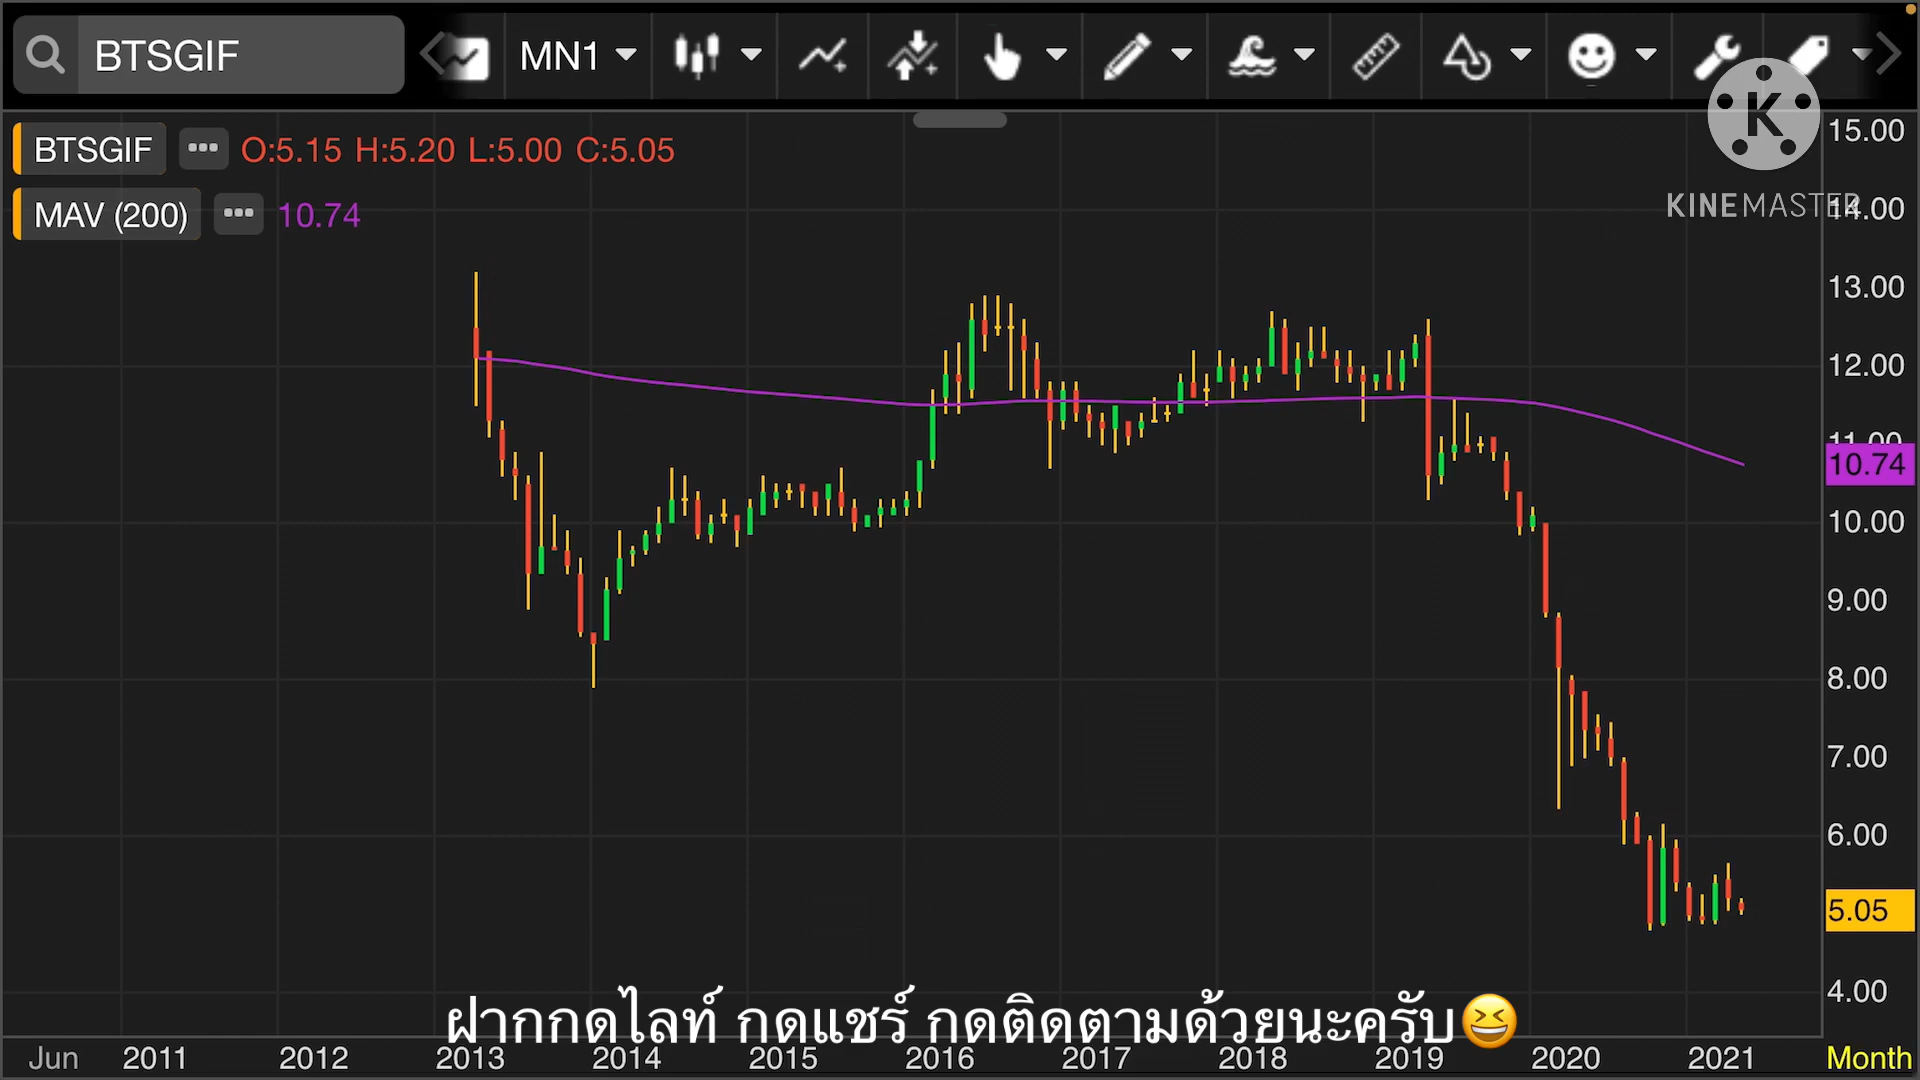 BTSGIF
MN1
BTSGIF O:5.15 H:5.20 L:5.00 C:5.05
MAV (200) 10.74
K
KINEMASTER
15.00
14.00
13.00
12.00
11.00
10.74
10.00
9.00
8.00
7.00
6.00
5.05
4.00
ฝากกดไลท์ กดแชร์ กดติดตามด้วยนะครับ😆
Jun 2011 2012 2013 2014 2015 2016 2017 2018 2019 2020 2021 Month